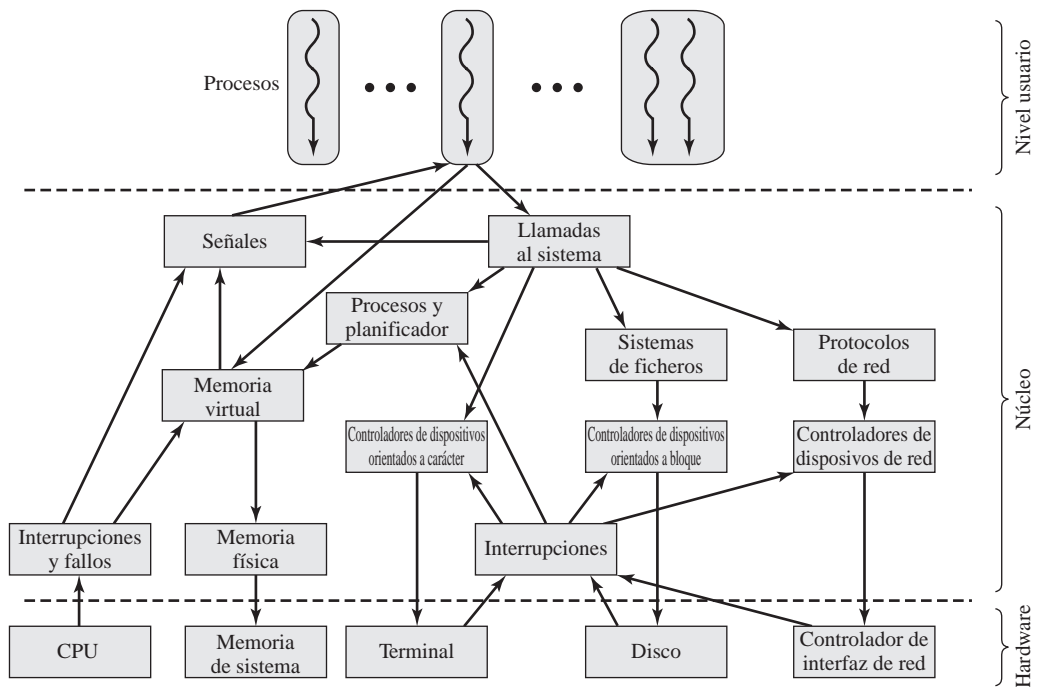 Procesos
Nivel usuario
Señales
Llamadas
al sistema
Procesos y
planificador
Sistemas
de ficheros
Protocolos
de red
Memoria
virtual
Núcleo
Controladores de dispositivos
orientados a carácter
Controladores de dispositivos
orientados a bloque
Controladores de
disposivos de red
Interrupciones
y fallos
Memoria
física
Interrupciones
CPU
Memoria
de sistema
Terminal
Disco
Controlador de
interfaz de red
Hardware